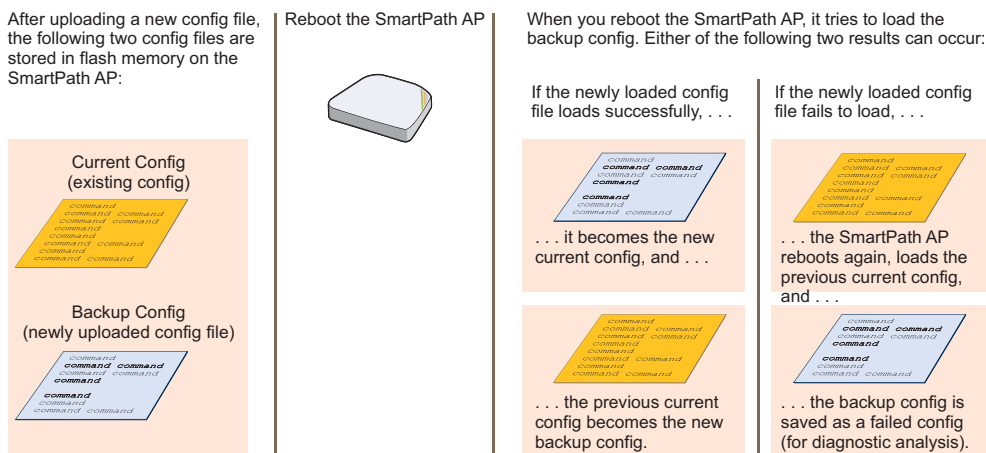 After uploading a new config file,
the following two config files are
stored in flash memory on the
SmartPath AP:
Current Config
(existing config)
command
command command
command command
command
command
command command
command
command command
Backup Config
(newly uploaded config file)
command
command command
command command
command
command
command
command command
Reboot the SmartPath AP
When you reboot the SmartPath AP, it tries to load the
backup config. Either of the following two results can occur:
If the newly loaded config
file loads successfully, . . .
command
command command
command command
command
command
command
command command
. . . it becomes the new
current config, and . . .
command
command command
command command
command
command
command command
command
command command
. . . the previous current
config becomes the new
backup config.
If the newly loaded config
file fails to load, . . .
command
command command
command command
command
command
command command
command
command command
. . . the SmartPath AP
reboots again, loads the
previous current config,
and . . .
command
command command
command command
command
command
command
command command
. . . the backup config is
saved as a failed config
(for diagnostic analysis).